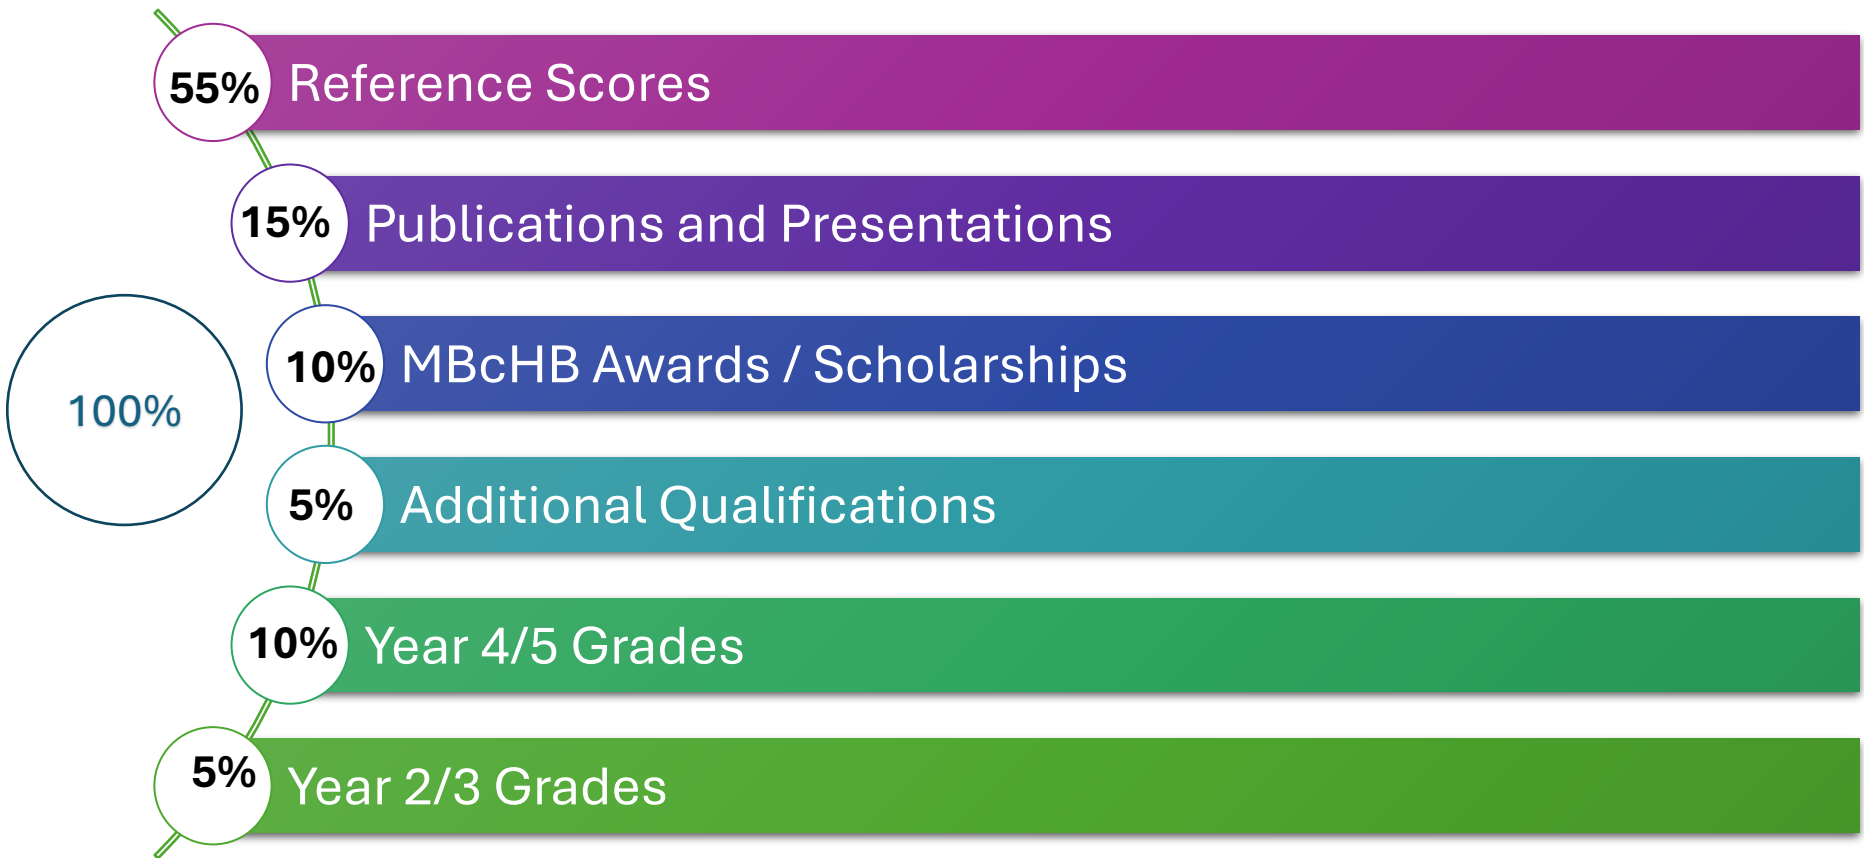 55% Reference Scores
15% Publications and Presentations
10% MBcHB Awards / Scholarships
100%
5% Additional Qualifications
10% Year 4/5 Grades
5% Year 2/3 Grades